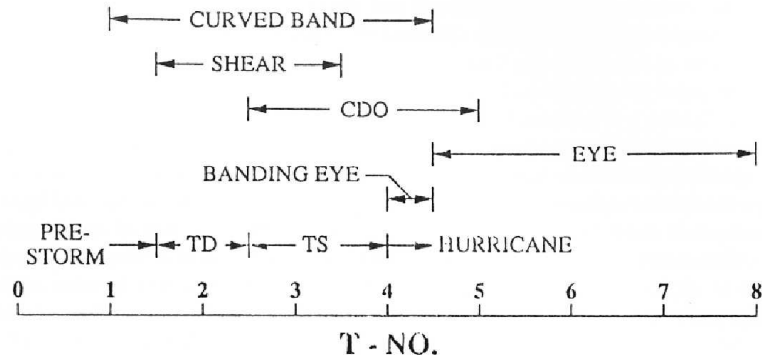 CURVED BAND
SHEAR
CDO
EYE
BANDING EYE
PRE-
STORM
TD
TS
HURRICANE
0 1 2 3 4 5 6 7 8
T - NO.